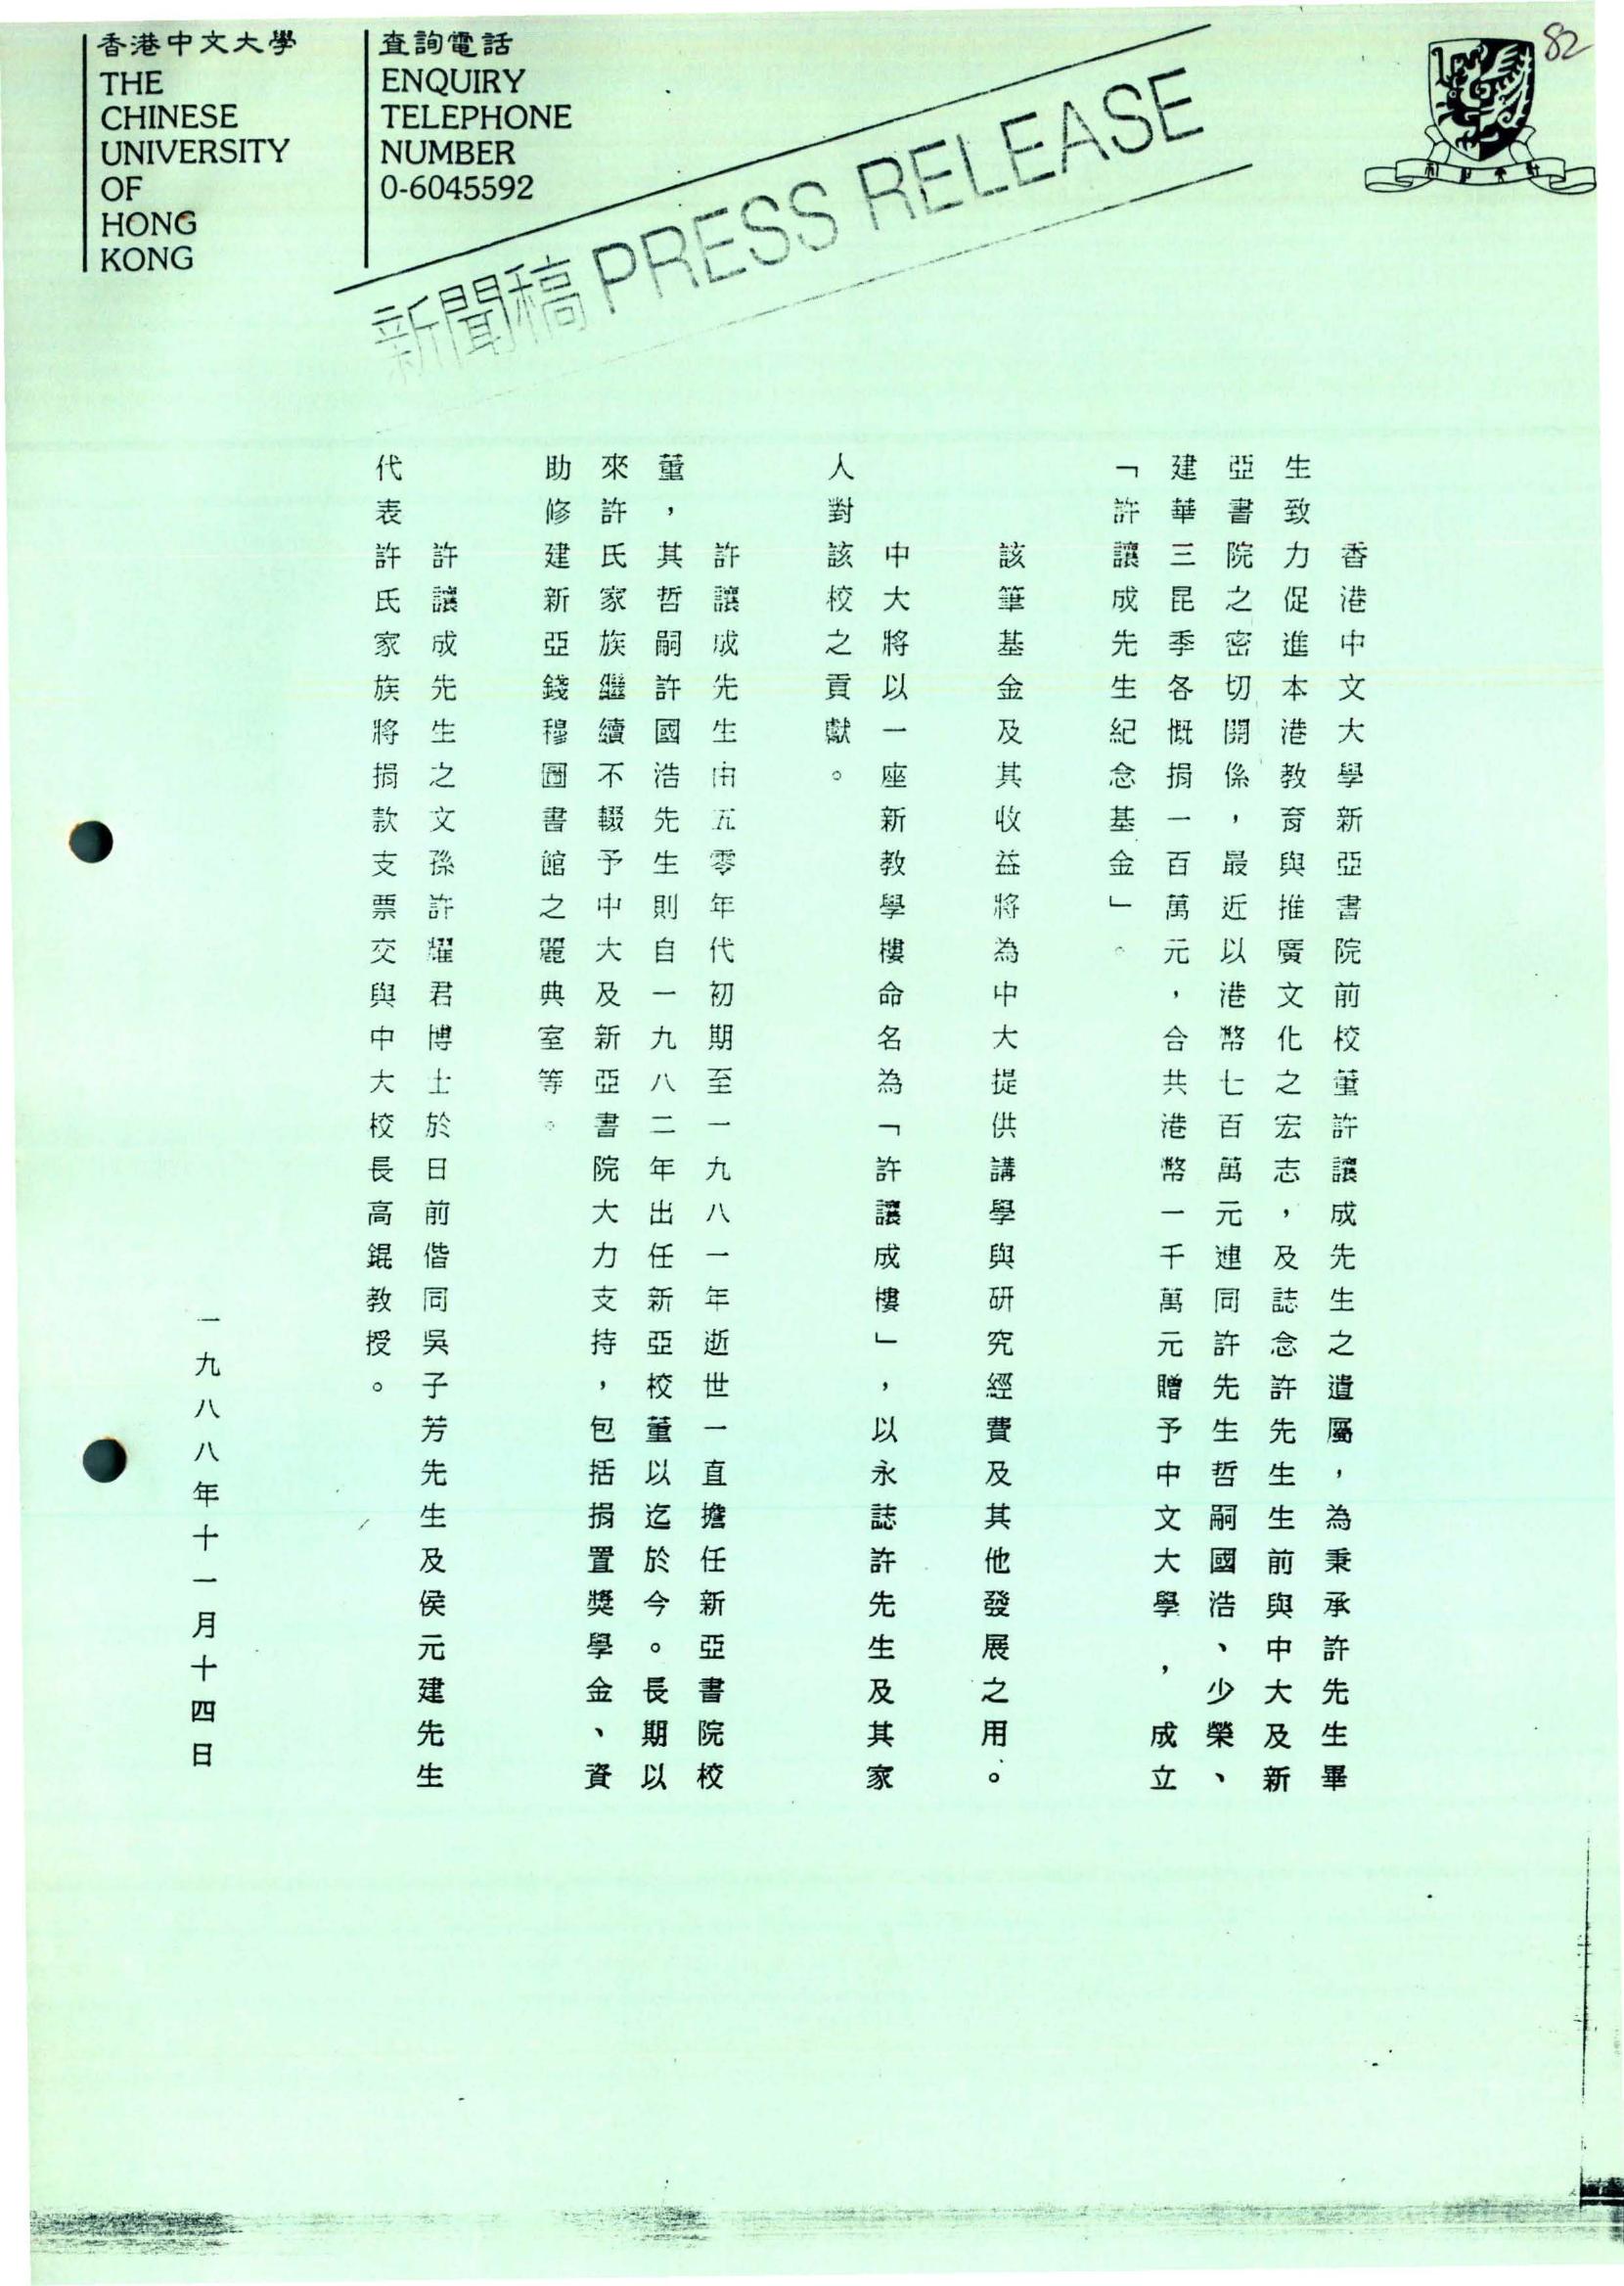 香港中文大學
THE
CHINESE
UNIVERSITY
OF
HONG
KONG
查詢電話
ENQUIRY
TELEPHONE
NUMBER
0-6045592
新聞稿 PRESS RELEASE
82
香港中文大學新亞書院前校董許讓成先生之遺屬，為秉承許先生畢
生致力促進本港教育與推廣文化之宏志，及誌念許先生生前與中大及新
亞書院之密切關係，最近以港幣七百萬元連同許先生哲嗣國浩、少榮、
建華三昆季各慨捐一百萬元，合共港幣一千萬元贈予中文大學，成立
「許讓成先生紀念基金」。
該筆基金及其收益將為中大提供講學與研究經費及其他發展之用。
中大將以一座新教學樓命名為「許讓成樓」，以永誌許先生及其家
人對該校之貢獻。
許讓成先生由五零年代初期至一九八一年逝世一直擔任新亞書院校
董，其哲嗣許國浩先生則自一九八二年出任新亞校董以迄於今。長期以
來許氏家族繼續不輟予中大及新亞書院大力支持，包括捐置獎學金、資
助修建新亞錢穆圖書館之麗典室等。
許讓成先生之文孫許耀君博士於日前偕同吳子芳先生及侯元建先生
代表許氏家族將捐款支票交與中大校長高錕教授。
一九八八年十一月十四日